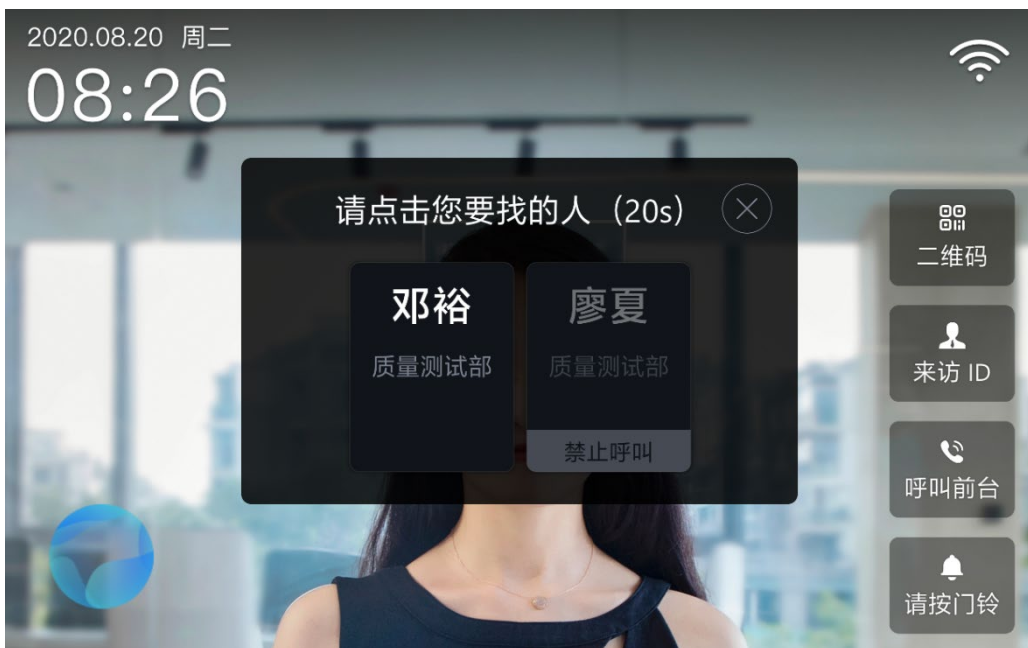 2020.08.20 周二
08:26
请点击您要找的人（20s）
邓裕
质量测试部
廖夏
质量测试部
禁止呼叫
二维码
来访 ID
呼叫前台
请按门铃